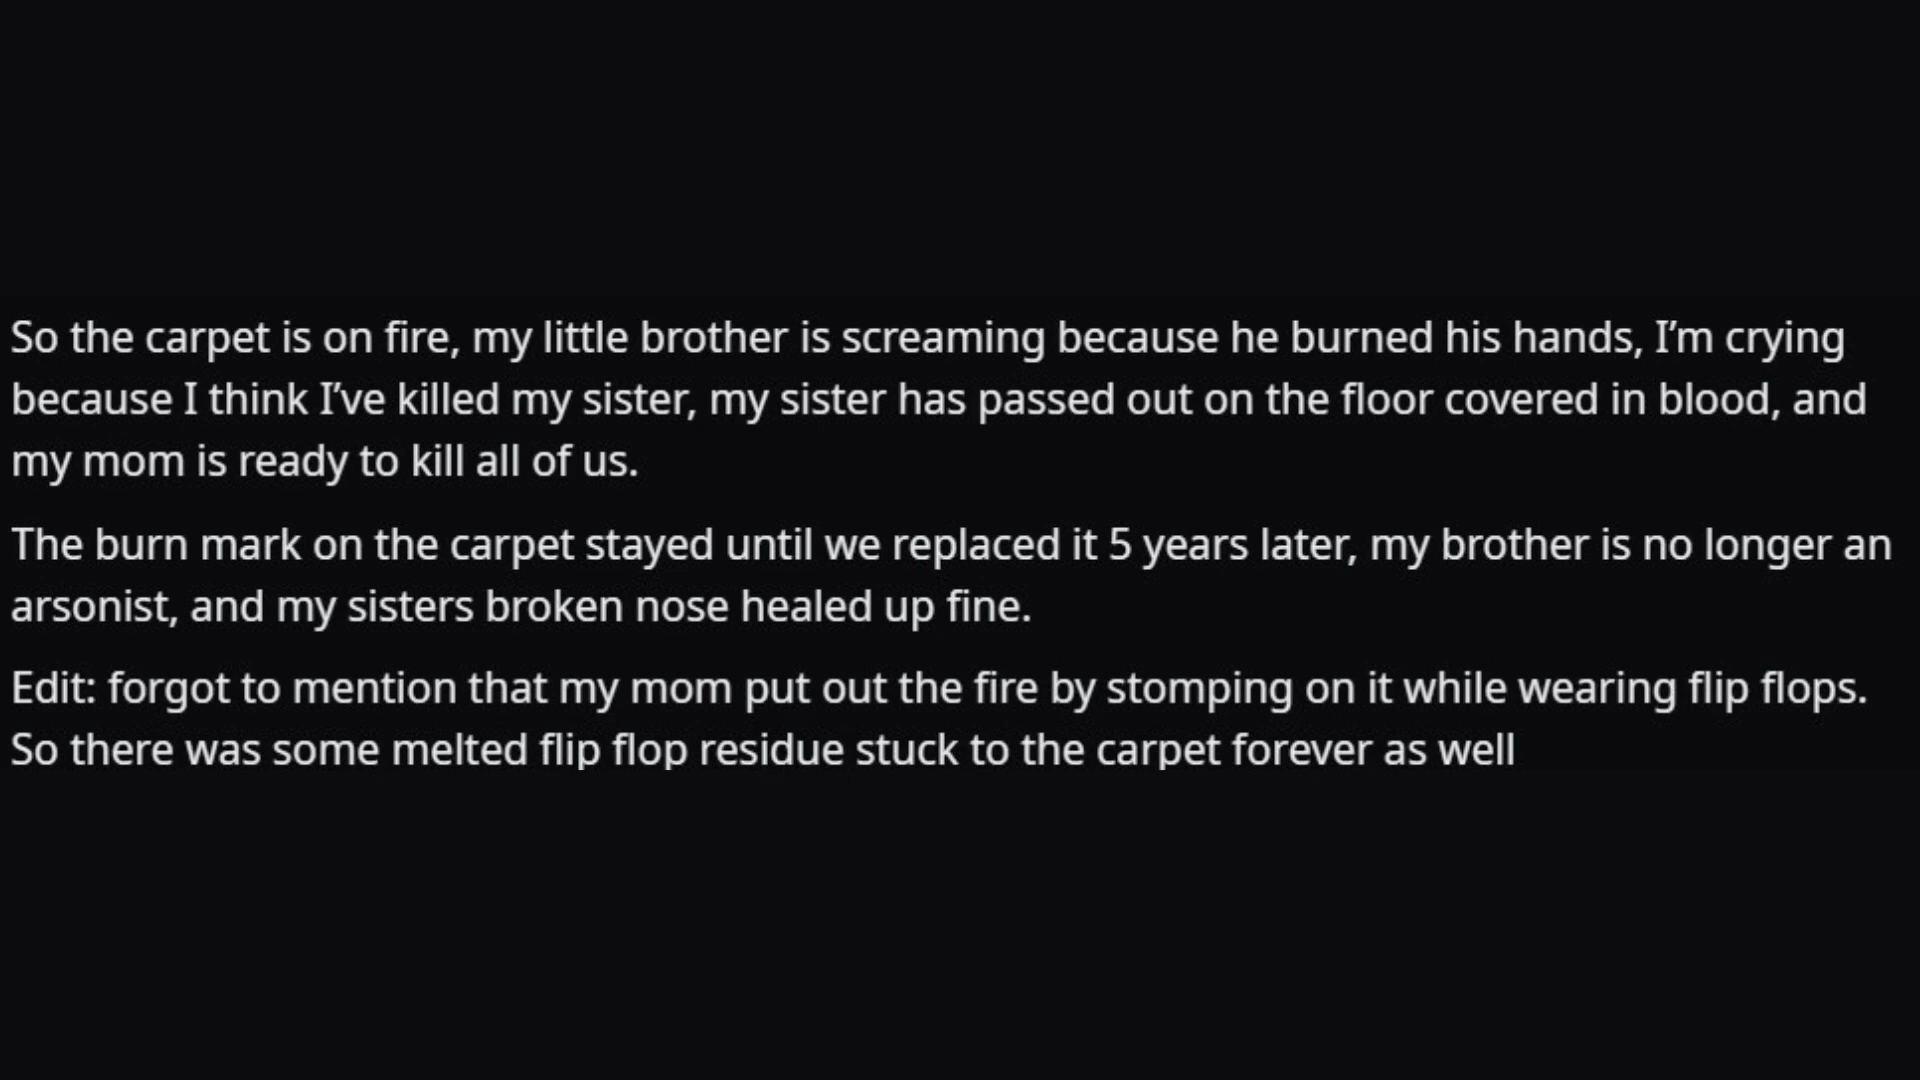 So the carpet is on fire, my little brother is screaming because he burned his hands, I’m crying
because I think I’ve killed my sister, my sister has passed out on the floor covered in blood, and
my mom is ready to kill all of us.
The burn mark on the carpet stayed until we replaced it 5 years later, my brother is no longer an
arsonist, and my sisters broken nose healed up fine.
Edit: forgot to mention that my mom put out the fire by stomping on it while wearing flip flops.
So there was some melted flip flop residue stuck to the carpet forever as well